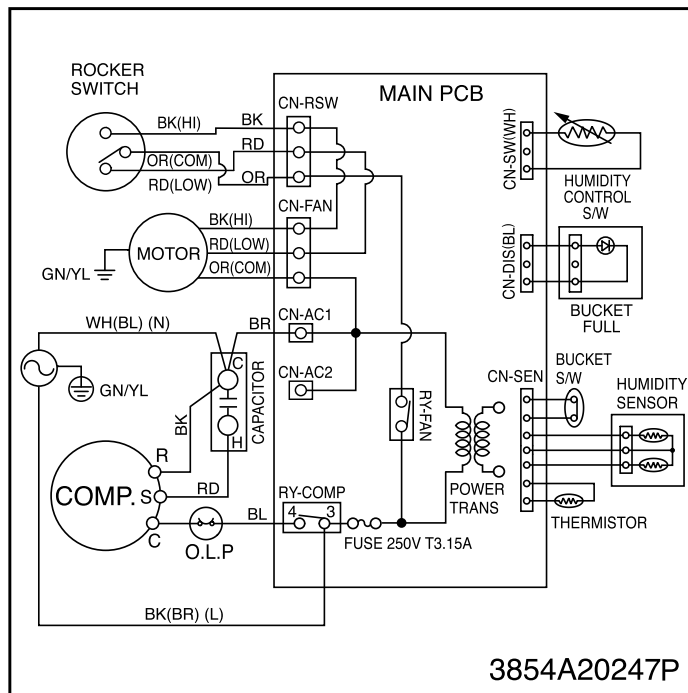 ROCKER
SWITCH
MAIN PCB
CN-RSW
BK(HI)
BK
RD
OR(COM)
RD(LOW)
OR
CN-SW(WH)
HUMIDITY
CONTROL
S/W
CN-FAN
BK(HI)
RD(LOW)
OR(COM)
MOTOR
GN/YL
CN-DIS(BL)
BUCKET
FULL
WH(BL) (N)
BR
CN-AC1
CN-AC2
GN/YL
C
H
CAPACITOR
BK
RY-FAN
CN-SEN
BUCKET
S/W
HUMIDITY
SENSOR
POWER
TRANS
THERMISTOR
COMP.
R
S
C
RD
BL
O.L.P
RY-COMP
4 3
FUSE 250V T3.15A
BK(BR) (L)
3854A20247P